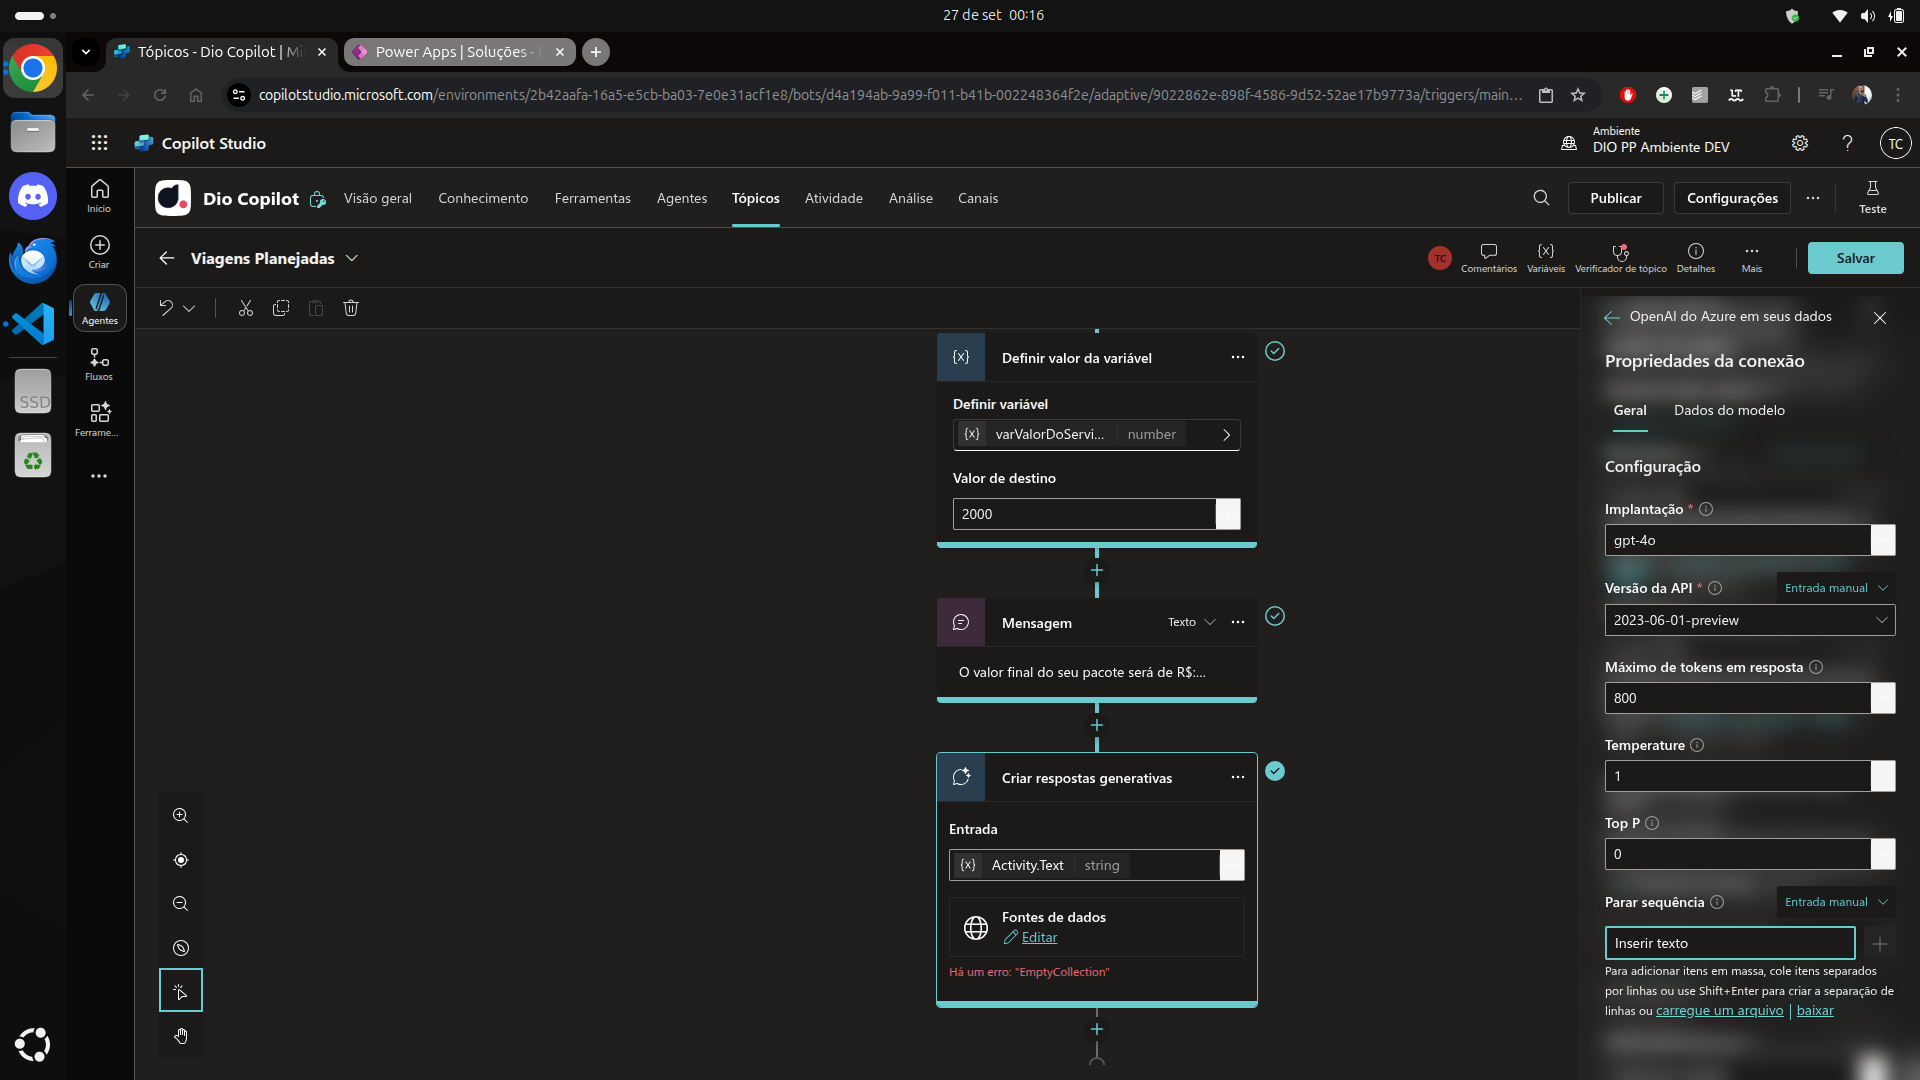 27 de set 00:16
Tópicos - Dio Copilot | Mi
Power Apps | Soluções - D
copilotstudio.microsoft.com/environments/2b42aafa-16a5-e5cb-ba03-7e0e31acf1e8/bots/d4a194ab-9a99-f011-b41b-002248364f2e/adaptive/9022862e-898f-4586-9d52-52ae17b9773a/triggers/main...
Copilot Studio
Ambiente
DIO PP Ambiente DEV
TC
Início
Criar
Agentes
Fluxos
Ferrame...
SSD
Dio Copilot
Visão geral
Conhecimento
Ferramentas
Agentes
Tópicos
Atividade
Análise
Canais
Publicar
Configurações
Teste
Viagens Planejadas
TC
Comentários
Variáveis
Verificador de tópico
Detalhes
Mais
Salvar
Definir valor da variável
Definir variável
{x} varValorDoServi... number
Valor de destino
2000
Mensagem
Texto
O valor final do seu pacote será de R$:...
Criar respostas generativas
Entrada
{x} Activity.Text string
Fontes de dados
Editar
Há um erro: "EmptyCollection"
OpenAI do Azure em seus dados
Propriedades da conexão
Geral
Dados do modelo
Configuração
Implantação *
gpt-4o
Versão da API *
Entrada manual
2023-06-01-preview
Máximo de tokens em resposta
800
Temperature
1
Top P
0
Parar sequência
Entrada manual
Inserir texto
Para adicionar itens em massa, cole itens separados
por linhas ou use Shift+Enter para criar a separação de
linhas ou carregue um arquivo | baixar